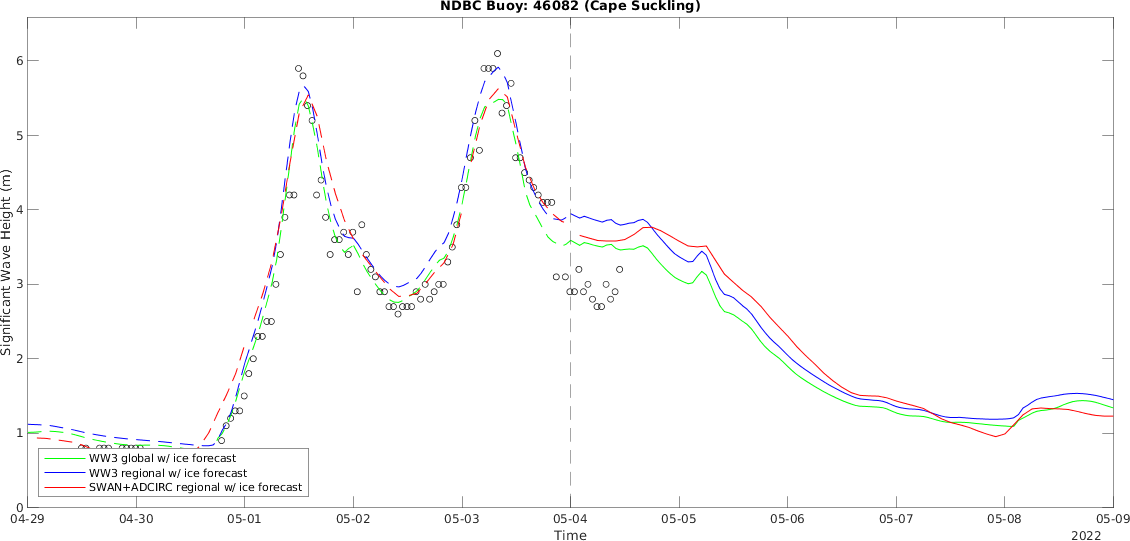 NDBC Buoy: 46082 (Cape Suckling)
Significant Wave Height (m)
6
5
4
3
2
1
0
WW3 global w/ ice forecast
WW3 regional w/ ice forecast
SWAN+ADCIRC regional w/ ice forecast
04-29 04-30 05-01 05-02 05-03 05-04 05-05 05-06 05-07 05-08 05-09
Time
2022